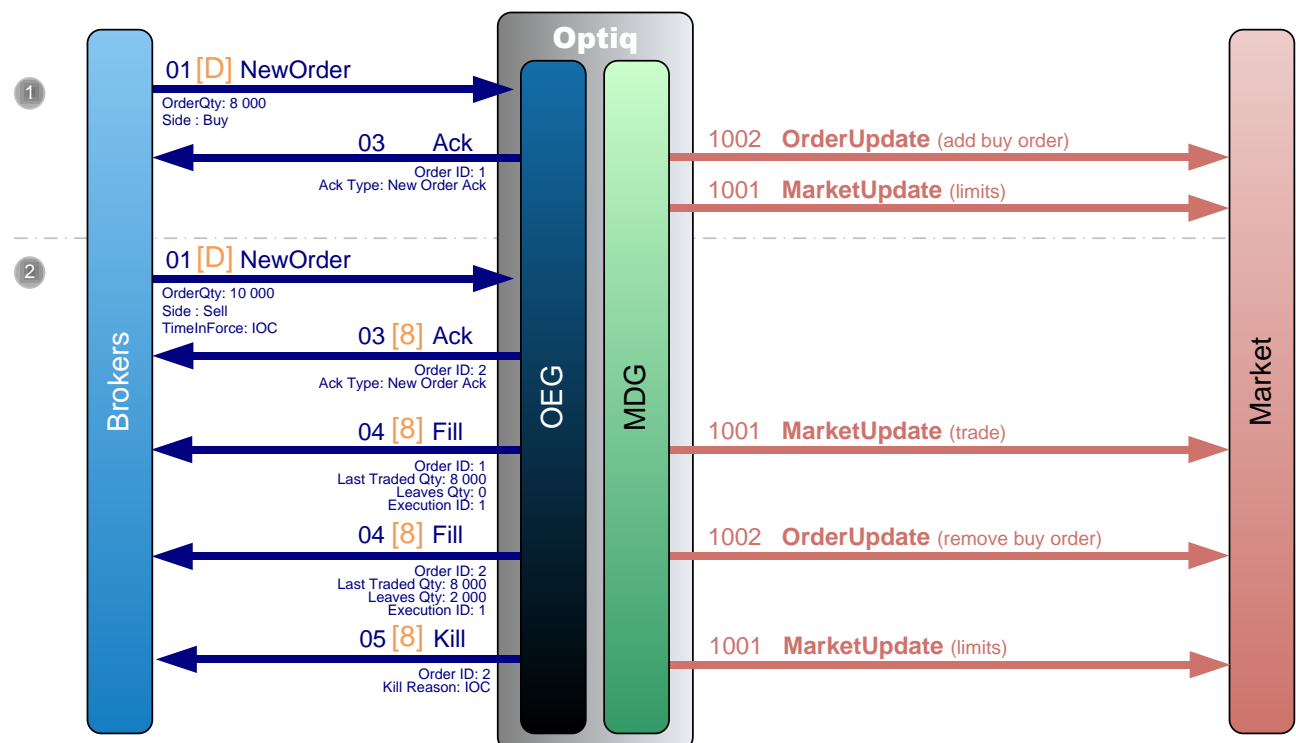 Optiq
1
01 [D] NewOrder
OrderQty: 8 000
Side : Buy
03 Ack
Order ID: 1
Ack Type: New Order Ack
1002 OrderUpdate (add buy order)
1001 MarketUpdate (limits)
2
01 [D] NewOrder
OrderQty: 10 000
Side : Sell
TimeInForce: IOC
03 [8] Ack
Order ID: 2
Ack Type: New Order Ack
Brokers
OEG
MDG
Market
04 [8] Fill
Order ID: 1
Last Traded Qty: 8 000
Leaves Qty: 0
Execution ID: 1
1001 MarketUpdate (trade)
04 [8] Fill
Order ID: 2
Last Traded Qty: 8 000
Leaves Qty: 2 000
Execution ID: 1
1002 OrderUpdate (remove buy order)
05 [8] Kill
Order ID: 2
Kill Reason: IOC
1001 MarketUpdate (limits)